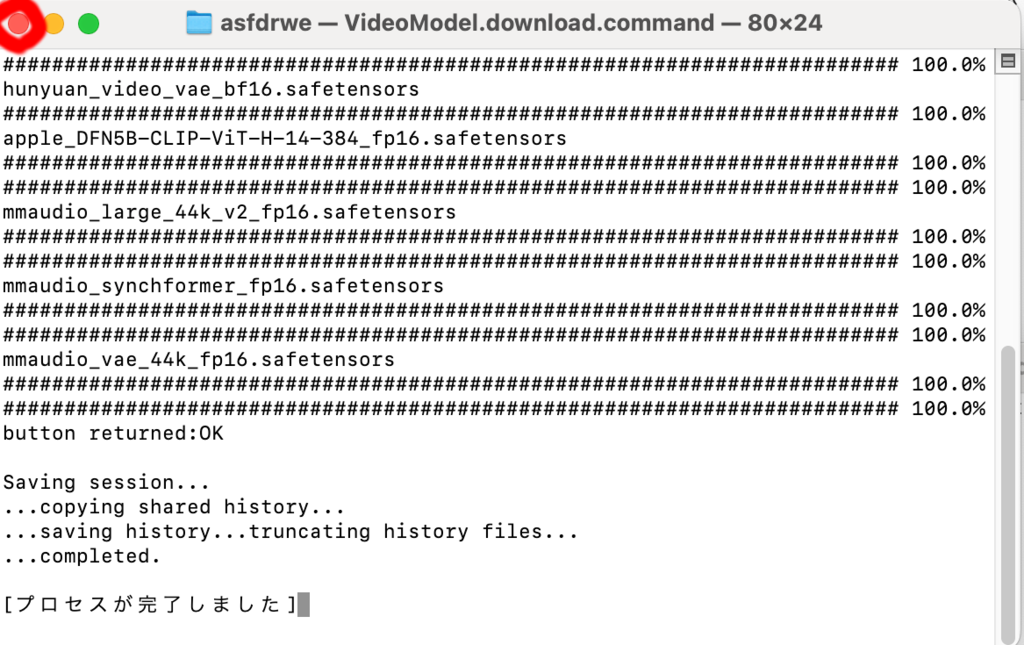 asfdrwe — VideoModel.download.command — 80×24
######################################################################### 100.0%
hunyuan_video_vae_bf16.safetensors
######################################################################### 100.0%
apple_DFN5B-CLIP-ViT-H-14-384_fp16.safetensors
######################################################################### 100.0%
######################################################################### 100.0%
mmaudio_large_44k_v2_fp16.safetensors
######################################################################### 100.0%
######################################################################### 100.0%
mmaudio_synchformer_fp16.safetensors
######################################################################### 100.0%
######################################################################### 100.0%
mmaudio_vae_44k_fp16.safetensors
######################################################################### 100.0%
######################################################################### 100.0%
button returned:OK
Saving session...
...copying shared history...
...saving history...truncating history files...
...completed.
[プロセスが完了しました]